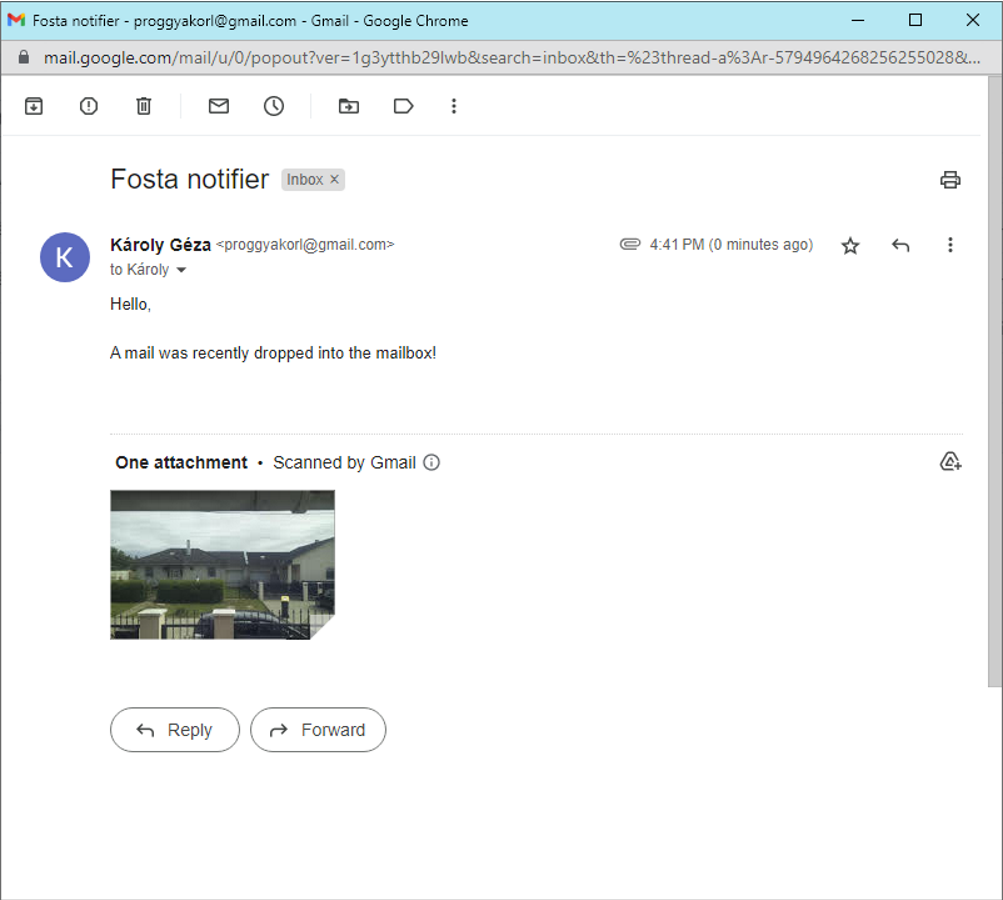 Fosta notifier - proggyakorl@gmail.com - Gmail - Google Chrome
mail.google.com/mail/u/0/popout?ver=1g3ytthb29lwb&search=inbox&th=%23thread-a%3Ar-5794964268256255028&...
Fosta notifier Inbox ×
K
Károly Géza <proggyakorl@gmail.com> 4:41 PM (0 minutes ago)
to Károly
Hello,
A mail was recently dropped into the mailbox!
One attachment • Scanned by Gmail
Reply Forward